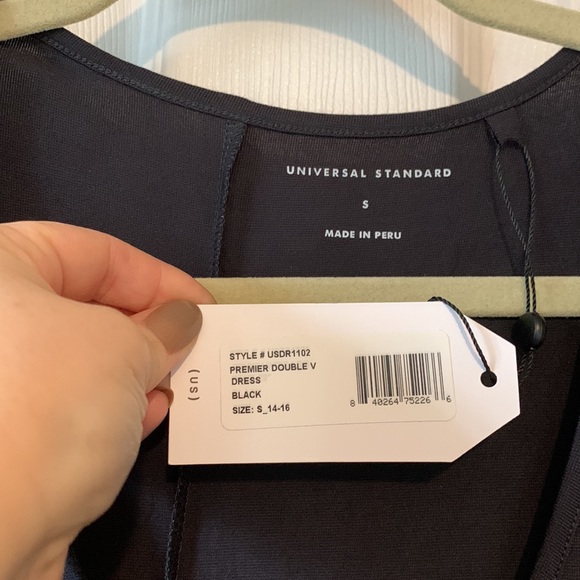 UNIVERSAL STANDARD
S
MADE IN PERU
(us)
STYLE # USDR1102
PREMIER DOUBLE V
DRESS
BLACK
SIZE: S_14-16
8 40264 75226 6